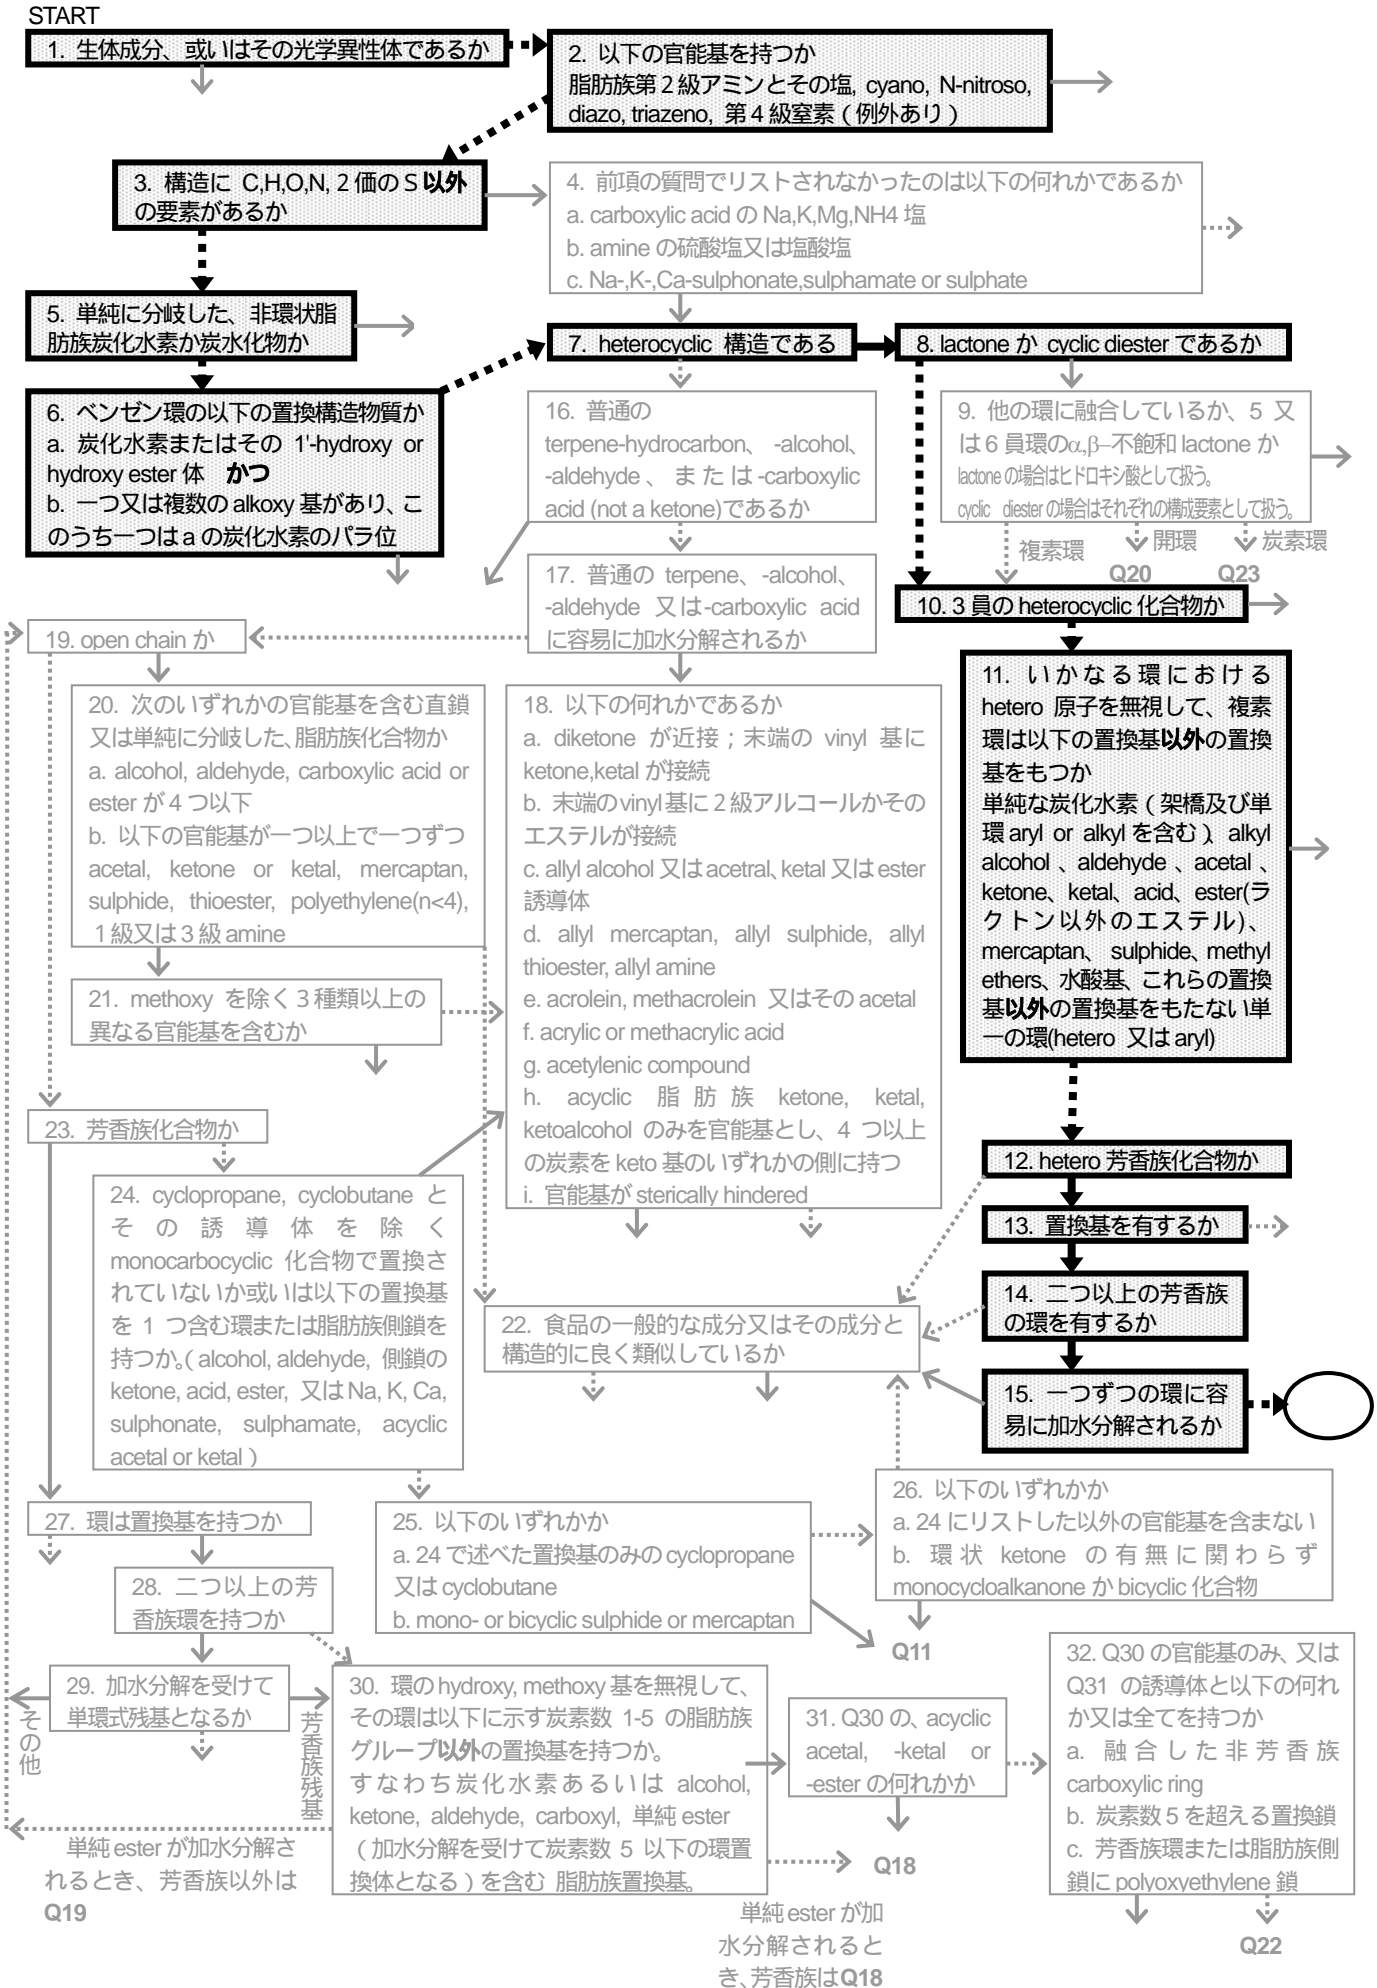 START
1. 生体成分、或いはその光学異性体であるか
2. 以下の官能基を持つか
脂肪族第2級アミンとその塩, cyano, N-nitroso,
diazo, triazeno, 第4級窒素(例外あり)
3. 構造に C,H,O,N, 2価のS以外
の要素があるか
4. 前項の質問でリストされなかったのは以下の何れかであるか
a. carboxylic acid の Na,K,Mg,NH4 塩
b. amine の硫酸塩又は塩酸塩
c. Na-,K-,Ca-sulphonate,sulphamate or sulphate
5. 単純に分岐した、非環状脂
肪族炭化水素か炭水化物か
6. ベンゼン環の以下の置換構造物質か
a. 炭化水素またはその 1'-hydroxy or
hydroxy ester 体 かつ
b. 一つ又は複数の alkoxy 基があり、こ
のうち一つは a の炭化水素のパラ位
7. heterocyclic 構造である
8. lactone か cyclic diester であるか
9. 他の環に融合しているか、5 又
は 6 員環のα,β−不飽和 lactone か
lactone の場合はヒドロキシ酸として扱う。
cyclic diester の場合はそれぞれの構成要素として扱う。
複素環
開環
炭素環
Q20
Q23
10. 3 員の heterocyclic 化合物か
11. いかなる環における
hetero 原子を無視して、複素
環は以下の置換基以外の置換
基をもつか
単純な炭化水素(架橋及び単
環 aryl or alkyl を含む)、alkyl
alcohol、aldehyde、acetal、
ketone、ketal、acid、ester(ラ
クトン以外のエステル)、
mercaptan、 sulphide、methyl
ethers、水酸基、これらの置換
基以外の置換基をもたない単
一の環(hetero 又は aryl)
12. hetero 芳香族化合物か
13. 置換基を有するか
14. 二つ以上の芳香族
の環を有するか
15. 一つずつの環に容
易に加水分解されるか
16. 普通の
terpene-hydrocarbon、 -alcohol、
-aldehyde 、または-carboxylic
acid (not a ketone)であるか
17. 普通の terpene、-alcohol、
-aldehyde 又は-carboxylic acid
に容易に加水分解されるか
18. 以下の何れかであるか
a. diketone が近接;末端の vinyl 基に
ketone,ketal が接続
b. 末端のvinyl基に2級アルコールかその
エステルが接続
c. allyl alcohol 又は acetral、ketal 又は ester
誘導体
d. allyl mercaptan, allyl sulphide, allyl
thioester, allyl amine
e. acrolein, methacrolein 又はその acetal
f. acrylic or methacrylic acid
g. acetylenic compound
h. acyclic 脂肪族 ketone, ketal,
ketoalcohol のみを官能基とし、4 つ以上
の炭素を keto 基のいずれかの側に持つ
i. 官能基が sterically hindered
19. open chain か
20. 次のいずれかの官能基を含む直鎖
又は単純に分岐した、脂肪族化合物か
a. alcohol, aldehyde, carboxylic acid or
ester が 4 つ以下
b. 以下の官能基が一つ以上で一つずつ
acetal, ketone or ketal, mercaptan,
sulphide, thioester, polyethylene(n<4),
1級又は3級 amine
21. methoxy を除く3種類以上の
異なる官能基を含むか
22. 食品の一般的な成分又はその成分と
構造的に良く類似しているか
23. 芳香族化合物か
24. cyclopropane, cyclobutane と
その誘導体を除く
monocarbocyclic 化合物で置換さ
れていないか或いは以下の置換基
を 1 つ含む環または脂肪族側鎖を
持つか。( alcohol, aldehyde, 側鎖の
ketone, acid, ester, 又は Na, K, Ca,
sulphonate, sulphamate, acyclic
acetal or ketal )
25. 以下のいずれかか
a. 24 で述べた置換基のみの cyclopropane
又は cyclobutane
b. mono- or bicyclic sulphide or mercaptan
26. 以下のいずれかか
a. 24 にリストした以外の官能基を含まない
b. 環状 ketone の有無に関わらず
monocycloalkanone か bicyclic 化合物
Q11
27. 環は置換基を持つか
28. 二つ以上の芳
香族環を持つか
29. 加水分解を受けて
単環式残基となるか
その他
芳香族残基
30. 環の hydroxy, methoxy 基を無視して、
その環は以下に示す炭素数 1-5 の脂肪族
グループ以外の置換基を持つか。
すなわち炭化水素あるいは alcohol,
ketone, aldehyde, carboxyl, 単純 ester
(加水分解を受けて炭素数 5 以下の環置
換体となる)を含む 脂肪族置換基。
31. Q30 の、acyclic
acetal, -ketal or
-ester の何れかか
Q18
32. Q30 の官能基のみ、又は
Q31 の誘導体と以下の何れ
か又は全てを持つか
a. 融合した非芳香族
carboxylic ring
b. 炭素数 5 を超える置換鎖
c. 芳香族環または脂肪族側
鎖に polyoxyethylene 鎖
Q22
単純 ester が加水分解さ
れるとき、芳香族以外は
Q19
単純 ester が加
水分解されると
き、芳香族はQ18